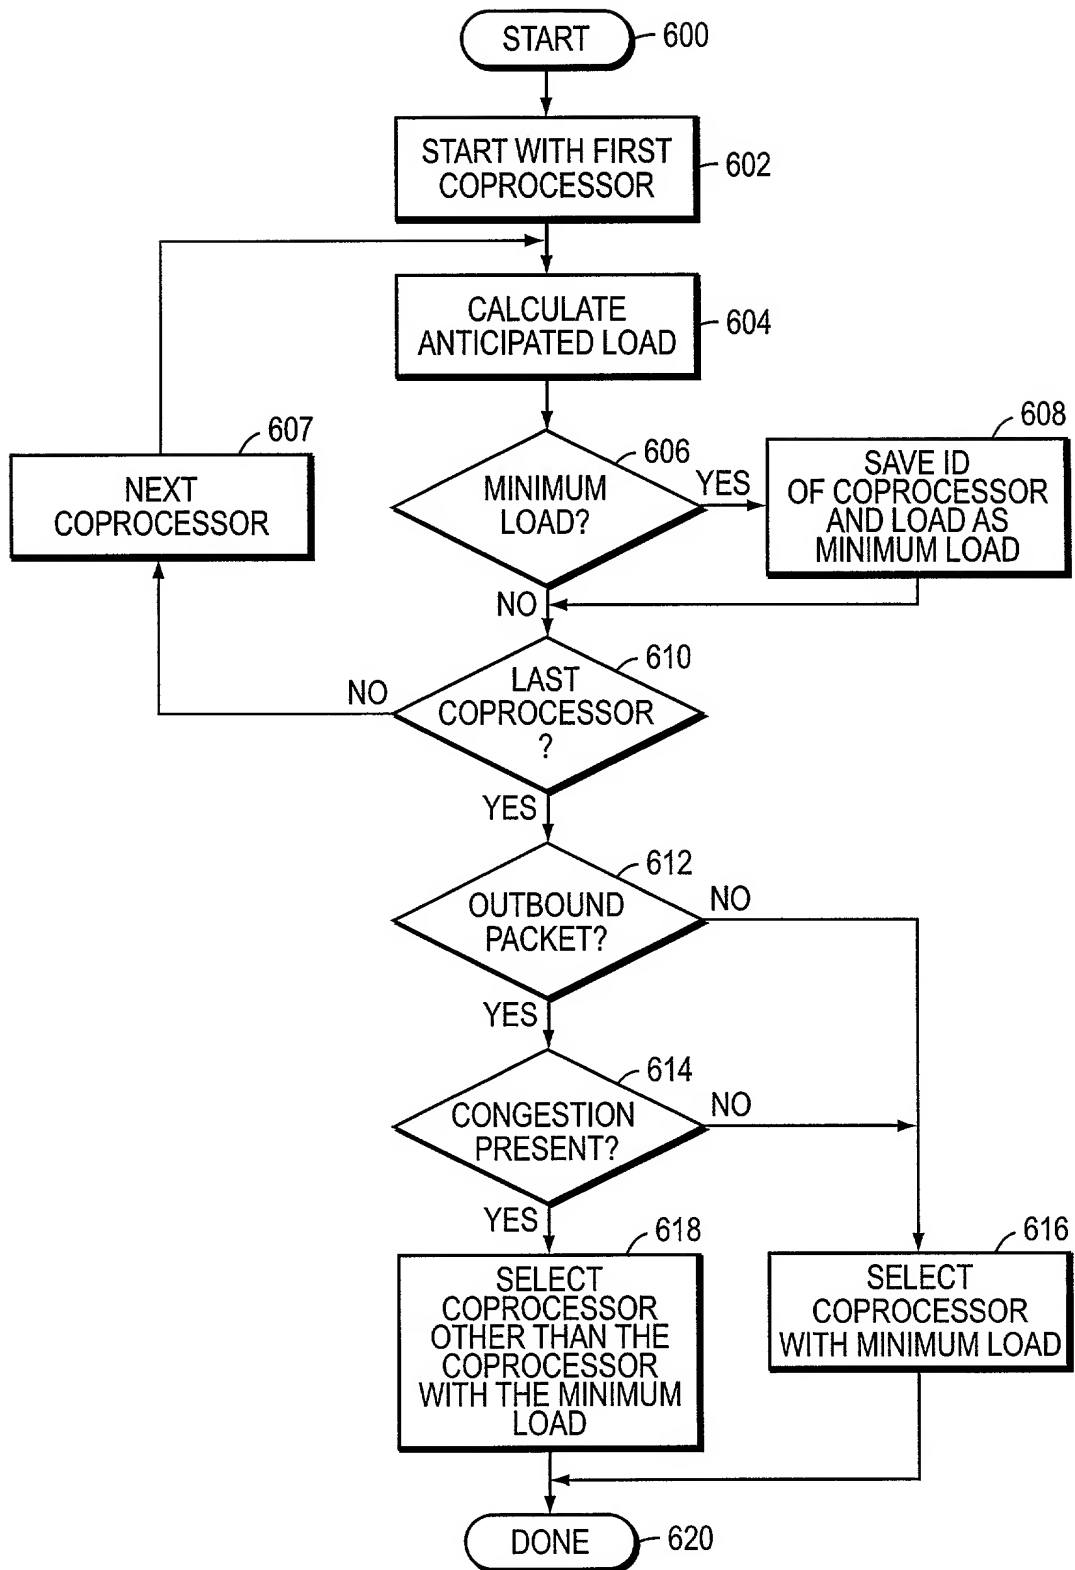 START
600
START WITH FIRST
COPROCESSOR
602
CALCULATE
ANTICIPATED LOAD
604
607
NEXT
COPROCESSOR
606
MINIMUM
LOAD?
YES
608
SAVE ID
OF COPROCESSOR
AND LOAD AS
MINIMUM LOAD
NO
610
LAST
COPROCESSOR
?
NO
YES
612
OUTBOUND
PACKET?
NO
YES
614
CONGESTION
PRESENT?
NO
YES
618
SELECT
COPROCESSOR
OTHER THAN THE
COPROCESSOR
WITH THE MINIMUM
LOAD
616
SELECT
COPROCESSOR
WITH MINIMUM LOAD
DONE
620